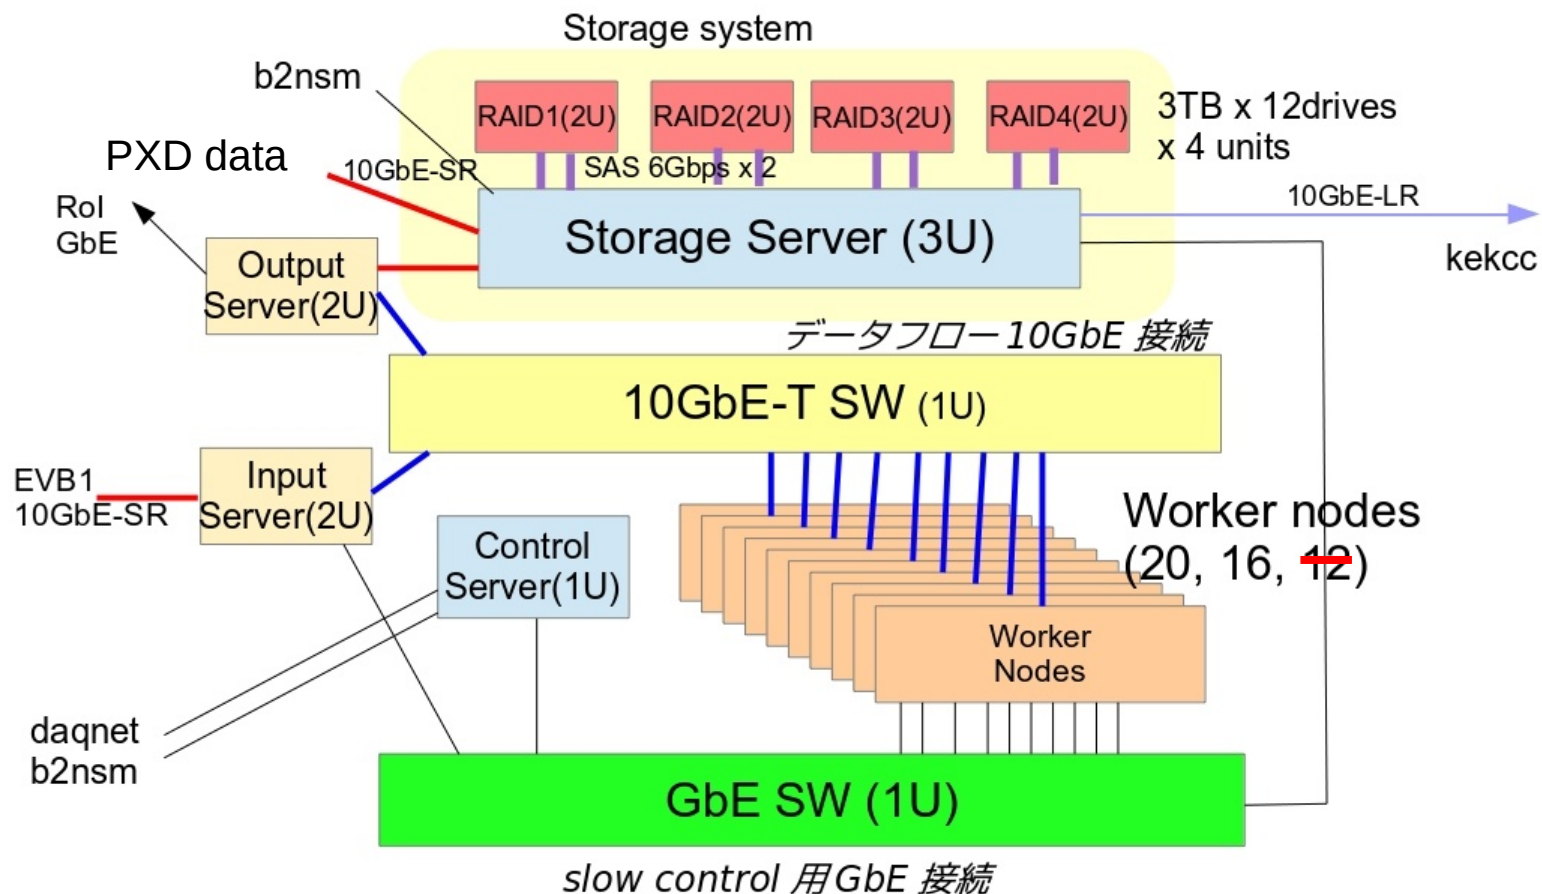 Storage system
b2nsm
RAID1(2U)
RAID2(2U)
RAID3(2U)
RAID4(2U)
3TB x 12drives
x 4 units
PXD data
10GbE-SR
SAS 6Gbps x 2
10GbE-LR
RoI
GbE
Storage Server (3U)
kekcc
Output
Server(2U)
データフロー10GbE 接続
10GbE-T SW (1U)
EVB1
10GbE-SR
Input
Server(2U)
Control
Server(1U)
Worker nodes
(20, 16, 12)
Worker
Nodes
daqnet
b2nsm
GbE SW (1U)
slow control 用GbE 接続